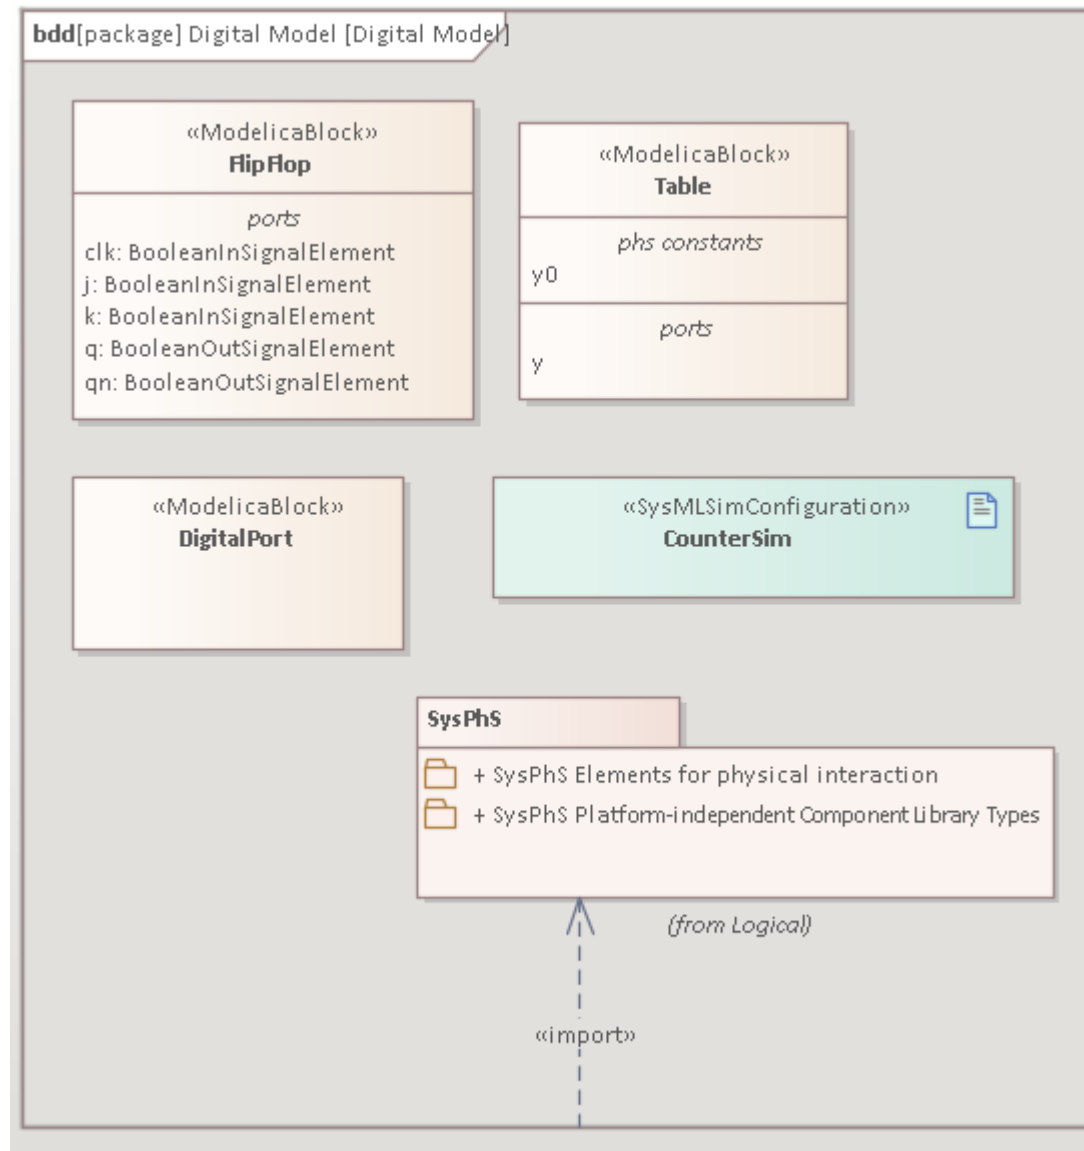 bdd[package] Digital Model [Digital Model]
«ModelicaBlock»
FlipFlop
ports
clk: BooleanInSignalElement
j: BooleanInSignalElement
k: BooleanInSignalElement
q: BooleanOutSignalElement
qn: BooleanOutSignalElement
«ModelicaBlock»
Table
phs constants
y0
ports
y
«ModelicaBlock»
DigitalPort
«SysMLSimConfiguration»
CounterSim
SysPhS
+ SysPhS Elements for physical interaction
+ SysPhS Platform-independent Component Library Types
(from Logical)
«import»